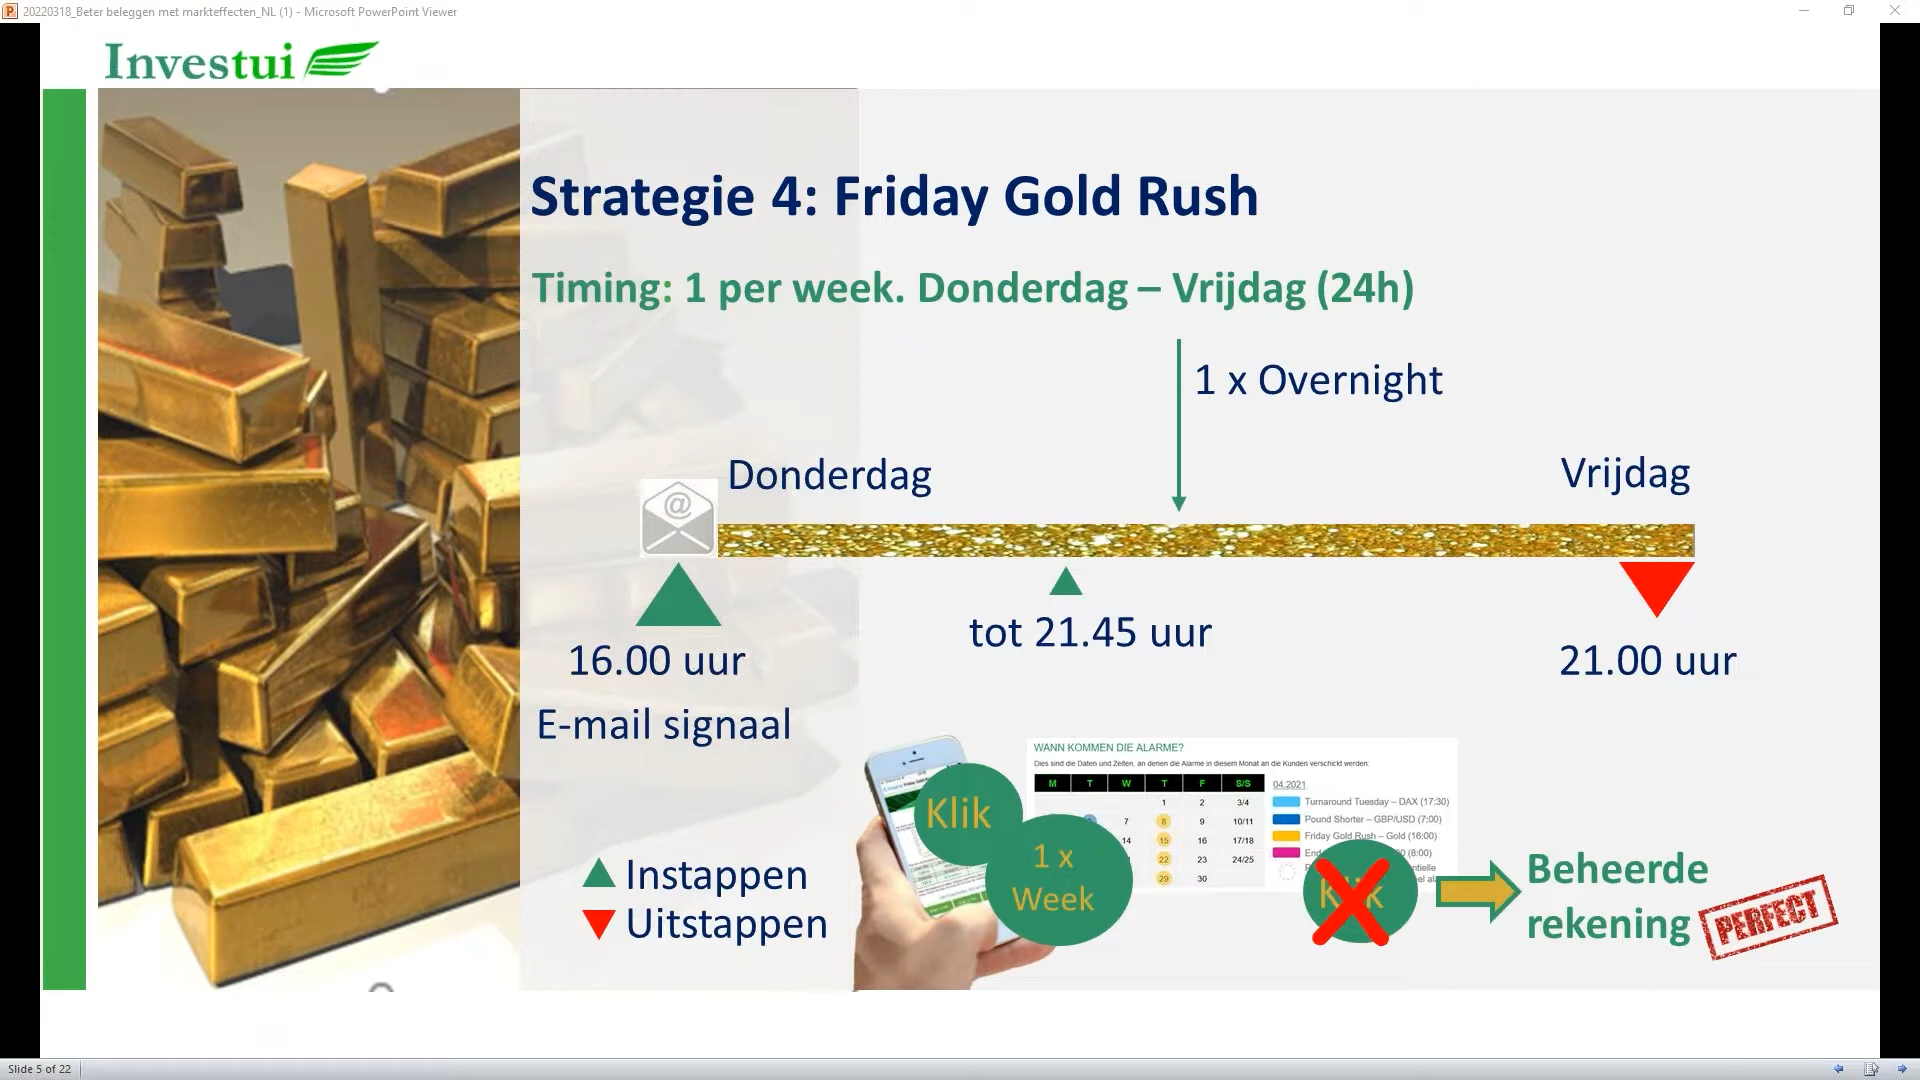 20220318_Beter beleggen met markteffecten_NL (1) - Microsoft PowerPoint Viewer
Investui
Strategie 4: Friday Gold Rush
Timing: 1 per week. Donderdag – Vrijdag (24h)
1 x Overnight
Donderdag
Vrijdag
@
tot 21.45 uur
16.00 uur
21.00 uur
E-mail signaal
WANN KOMMEN DIE ALARME?
Dies sind die Daten und Zeiten, an denen die Alarme in diesem Monat an die Kunden verschickt werden:
M T W T F S/S
04.2021
1 2 3/4
Turnaround Tuesday – DAX (17:30)
7 8 9 10/11
Pound Shorter – GBP/USD (7:00)
14 15 16 17/18
Friday Gold Rush – Gold (16:00)
22 23 24/25
(8:00)
29 30
Klik
1 x
Week
Klik
Instappen
Uitstappen
Beheerde
rekening
PERFECT
Slide 5 of 22